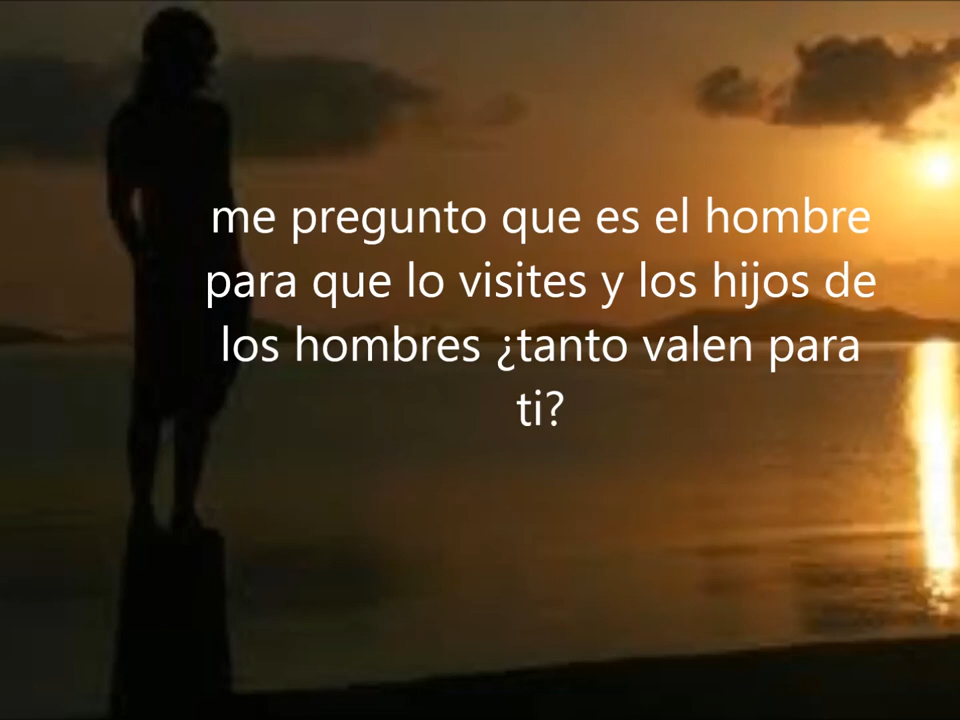 me pregunto que es el hombre
para que lo visites y los hijos de
los hombres ¿tanto valen para
ti?